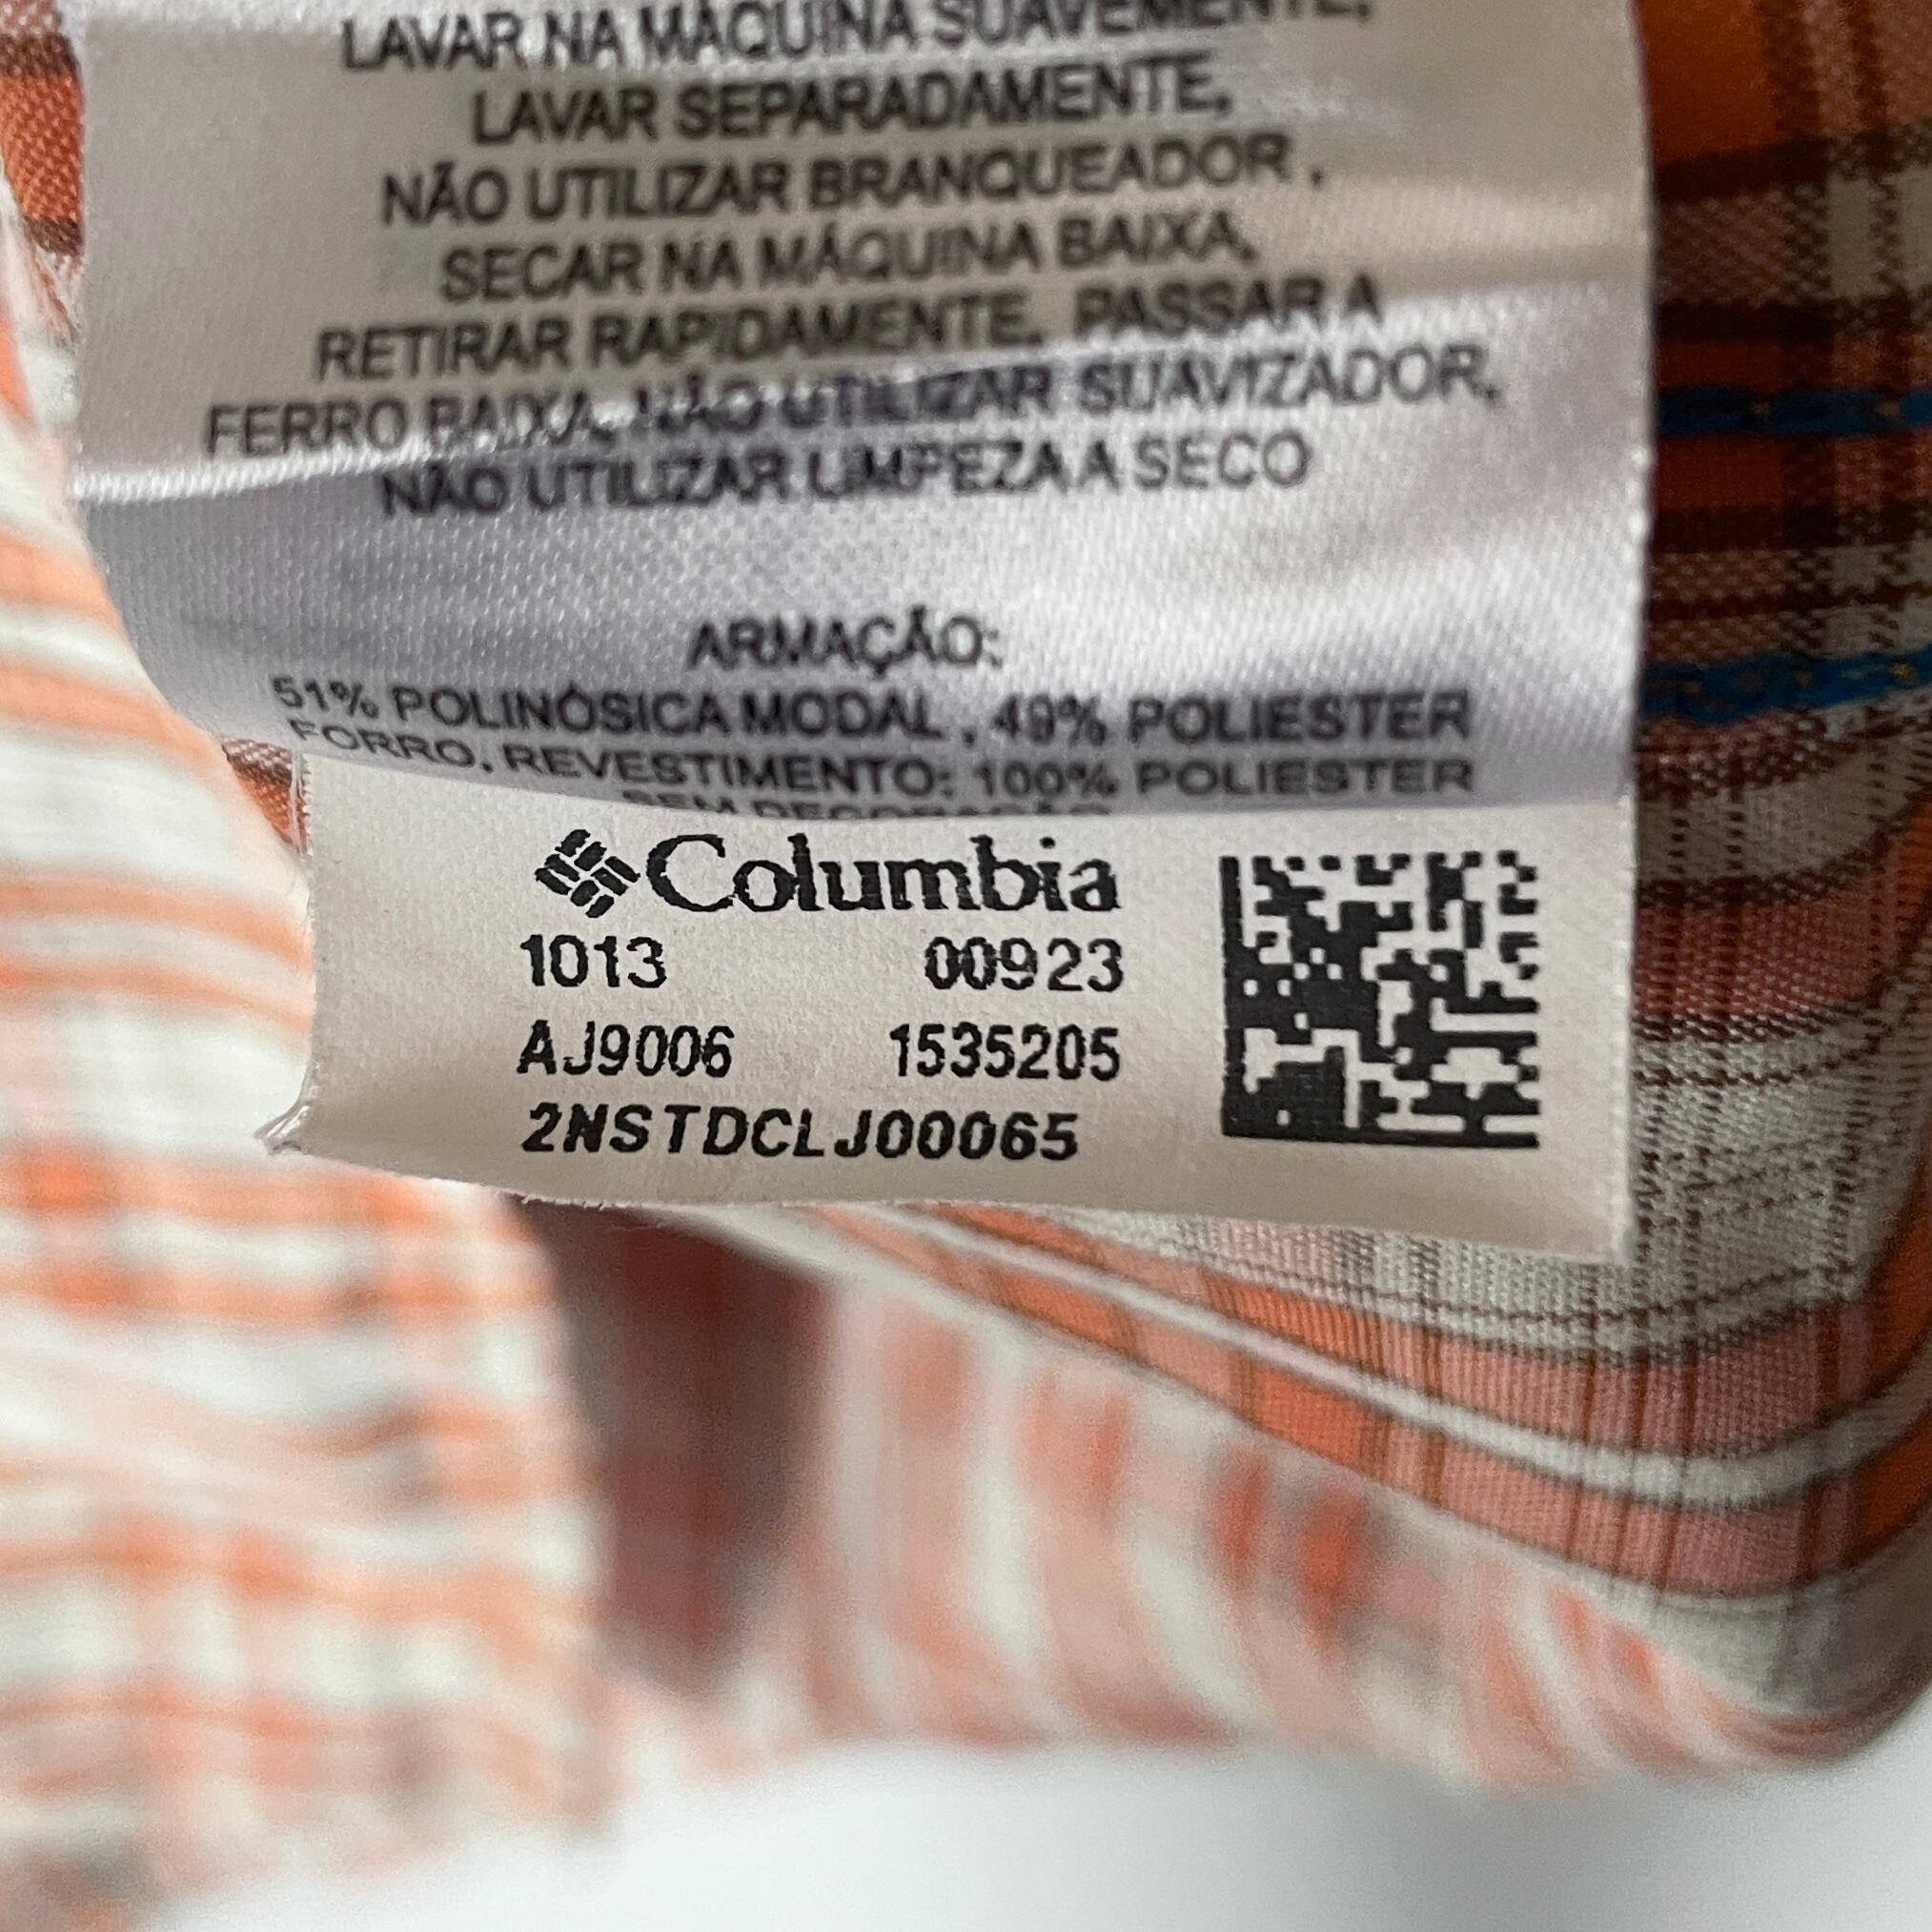 LAVAR NA MÁQUINA SUAVEMENTE,
LAVAR SEPARADAMENTE,
NÃO UTILIZAR BRANQUEADOR ,
SECAR NA MÁQUINA BAIXA,
RETIRAR RAPIDAMENTE, PASSAR A
FERRO BAIXA, NÃO UTILIZAR SUAVIZADOR,
NÃO UTILIZAR LIMPEZA A SECO
ARMAÇÃO:
51% POLINÓSICA MODAL , 49% POLIESTER
FORRO, REVESTIMENTO: 100% POLIESTER
SEM DECORAÇÃO
Columbia
1013 00923
AJ9006 1535205
2NSTDCLJ00065